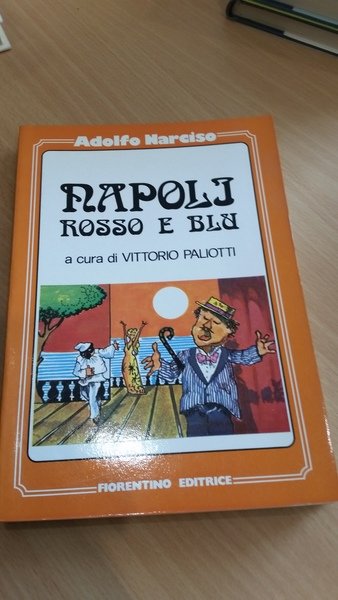 Adolfo Narciso
NAPOLI
ROSSO E BLU
a cura di VITTORIO PALIOTTI
FIORENTINO EDITRICE